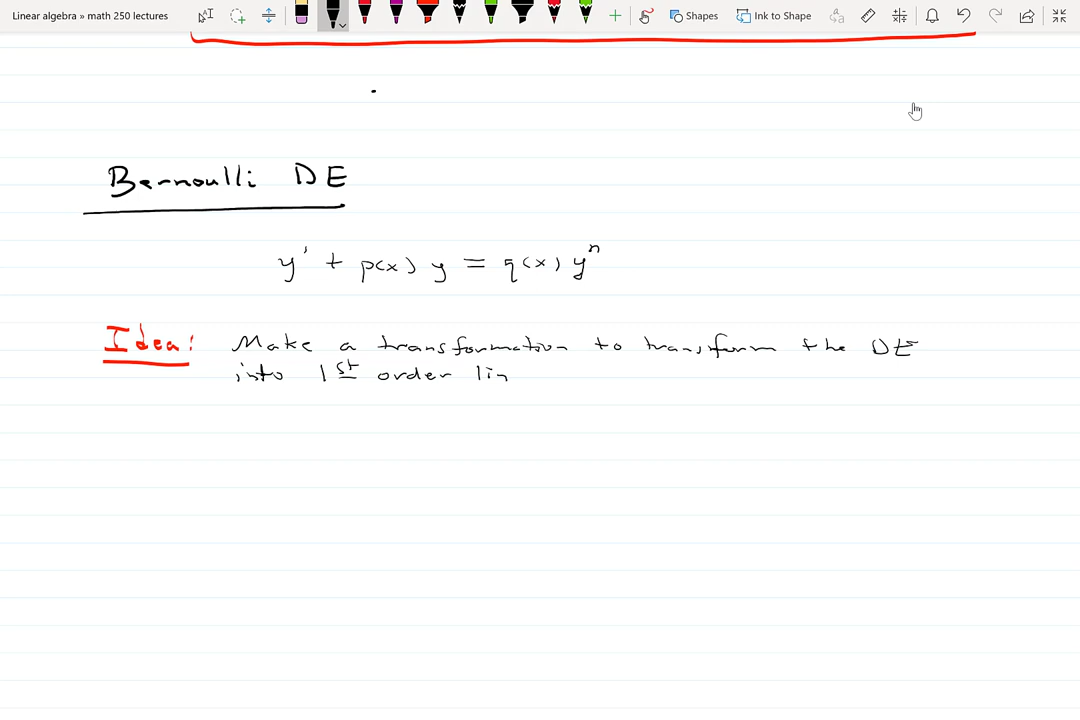 Linear algebra » math 250 lectures
Shapes
Ink to Shape
Bernoulli DE
y' + p(x) y = q(x) yⁿ
Idea! Make a transformation to transform the DE
into 1st order lin